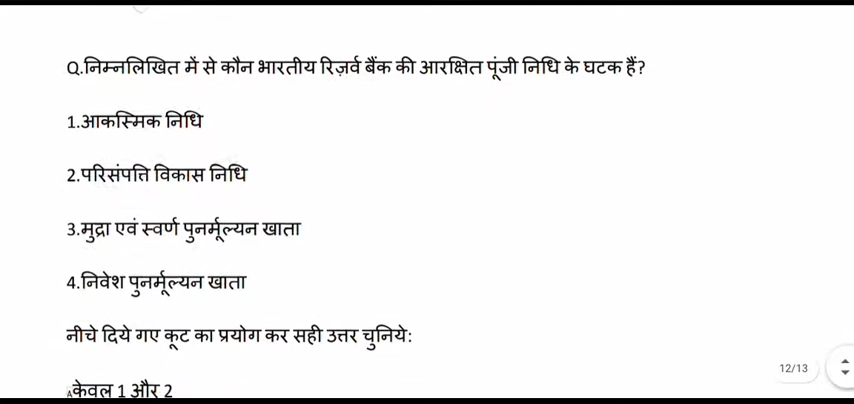 Q.निम्नलिखित में से कौन भारतीय रिज़र्व बैंक की आरक्षित पूंजी निधि के घटक हैं?
1.आकस्मिक निधि
2.परिसंपत्ति विकास निधि
3.मुद्रा एवं स्वर्ण पुनर्मूल्यन खाता
4.निवेश पुनर्मूल्यन खाता
नीचे दिये गए कूट का प्रयोग कर सही उत्तर चुनिये:
12/13
A.केवल 1 और 2